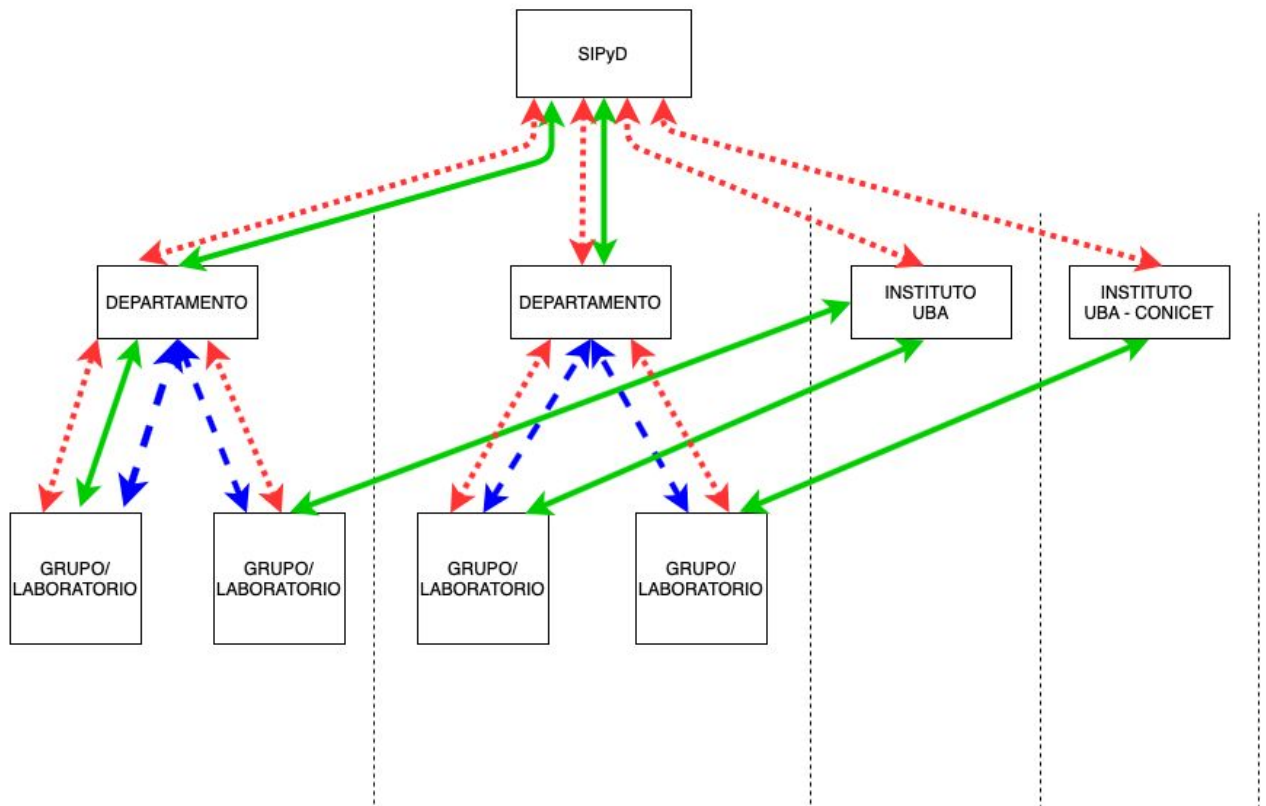 SIPyD
DEPARTAMENTO
DEPARTAMENTO
INSTITUTO
UBA
INSTITUTO
UBA - CONICET
GRUPO/
LABORATORIO
GRUPO/
LABORATORIO
GRUPO/
LABORATORIO
GRUPO/
LABORATORIO